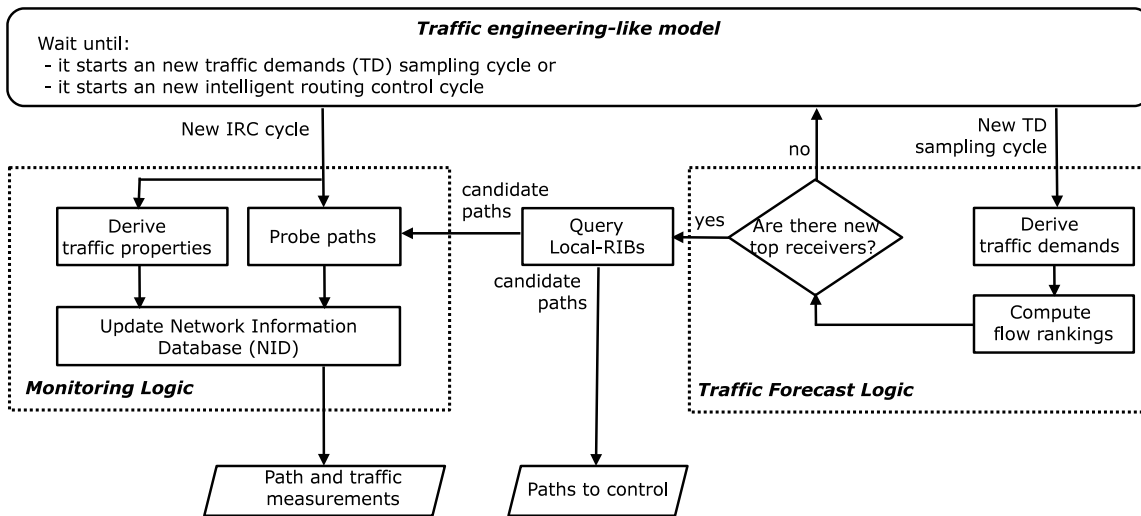 Traffic engineering-like model
Wait until:
- it starts an new traffic demands (TD) sampling cycle or
- it starts an new intelligent routing control cycle
New IRC cycle
no
New TD
sampling cycle
Derive
traffic properties
Probe paths
candidate
paths
Query
Local-RIBs
yes
Are there new
top receivers?
Derive
traffic demands
candidate
paths
Update Network Information
Database (NID)
Compute
flow rankings
Monitoring Logic
Traffic Forecast Logic
Path and traffic
measurements
Paths to control